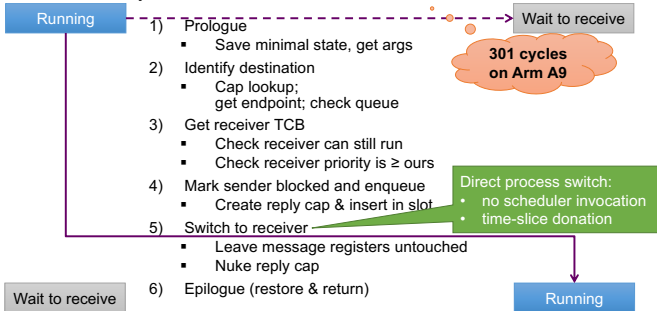 Running
Wait to receive
1) Prologue
▪ Save minimal state, get args
301 cycles
on Arm A9
2) Identify destination
▪ Cap lookup;
get endpoint; check queue
3) Get receiver TCB
▪ Check receiver can still run
▪ Check receiver priority is ≥ ours
Direct process switch:
• no scheduler invocation
• time-slice donation
4) Mark sender blocked and enqueue
▪ Create reply cap & insert in slot
5) Switch to receiver
▪ Leave message registers untouched
▪ Nuke reply cap
Wait to receive
6) Epilogue (restore & return)
Running